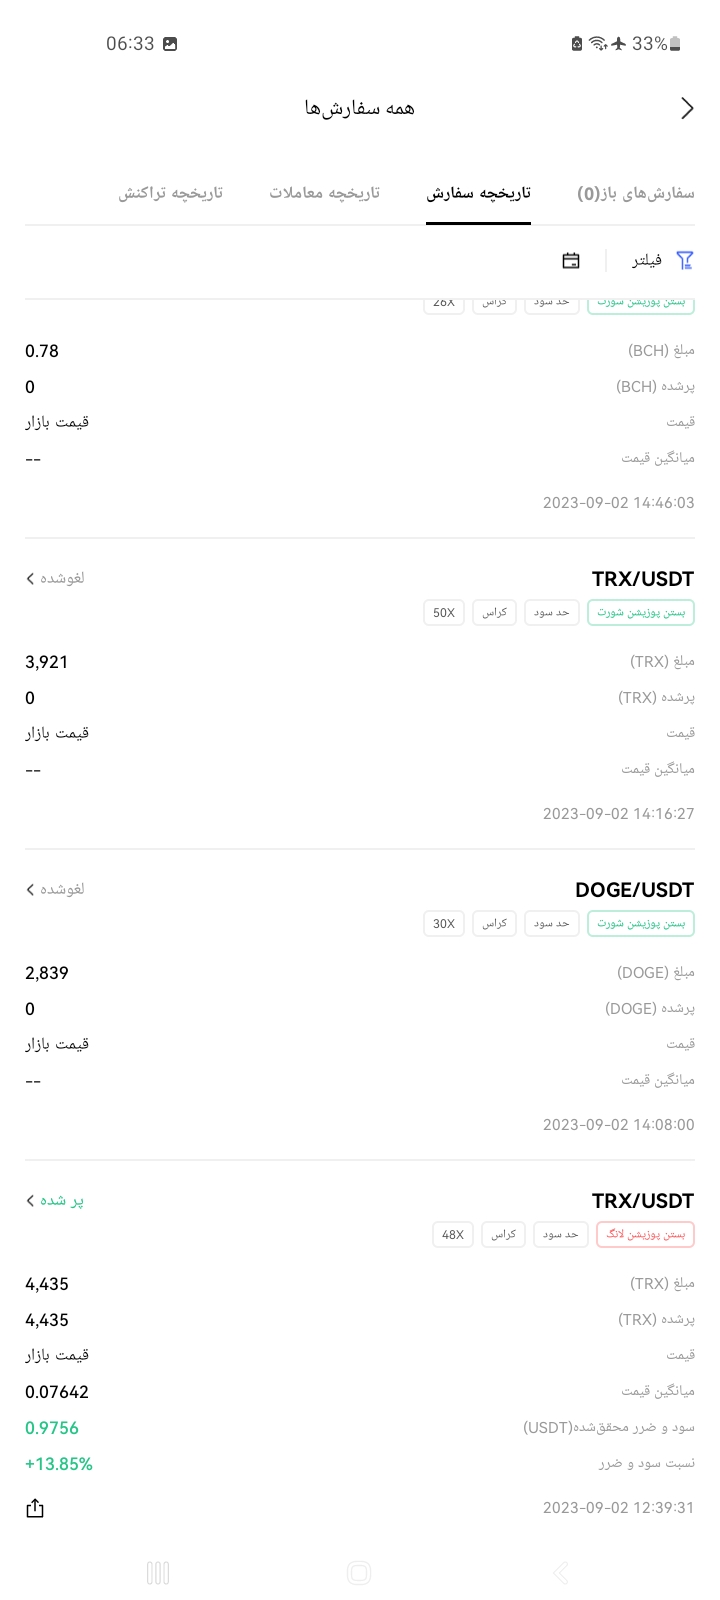 06:33 33%
همه سفارش‌ها
سفارش‌های باز(0) تاریخچه سفارش تاریخچه معاملات تاریخچه تراکنش
فیلتر
بستن پوزیشن شورت حد سود کراس 26X
مبلغ (BCH) 0.78
پرشده (BCH) 0
قیمت قیمت بازار
میانگین قیمت --
2023-09-02 14:46:03
TRX/USDT لغوشده
بستن پوزیشن شورت حد سود کراس 50X
مبلغ (TRX) 3,921
پرشده (TRX) 0
قیمت قیمت بازار
میانگین قیمت --
2023-09-02 14:16:27
DOGE/USDT لغوشده
بستن پوزیشن شورت حد سود کراس 30X
مبلغ (DOGE) 2,839
پرشده (DOGE) 0
قیمت قیمت بازار
میانگین قیمت --
2023-09-02 14:08:00
TRX/USDT پر شده
بستن پوزیشن لانگ حد سود کراس 48X
مبلغ (TRX) 4,435
پرشده (TRX) 4,435
قیمت قیمت بازار
میانگین قیمت 0.07642
سود و ضرر محقق‌شده(USDT) 0.9756
نسبت سود و ضرر +13.85%
2023-09-02 12:39:31